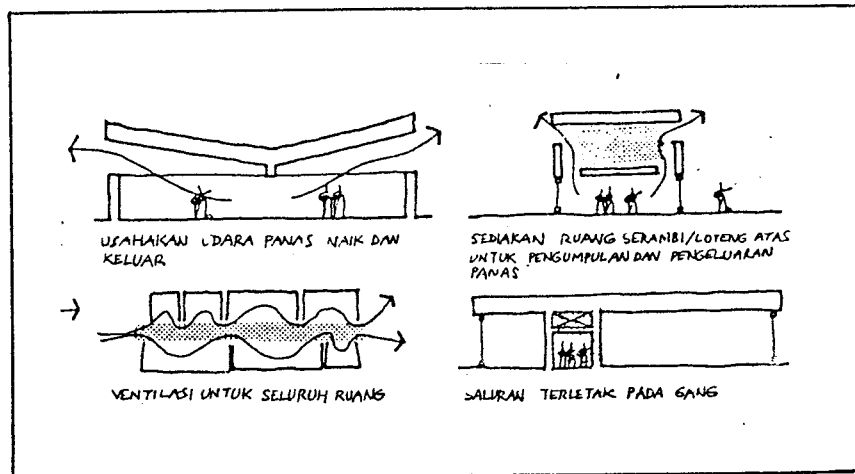 USAHAKAN UDARA PANAS NAIK DAN
KELUAR
SEDIAKAN RUANG SERAMBI/LOTENG ATAS
UNTUK PENGUMPULAN DAN PENGELUARAN
PANAS
VENTILASI UNTUK SELURUH RUANG
SALURAN TERLETAK PADA GANG